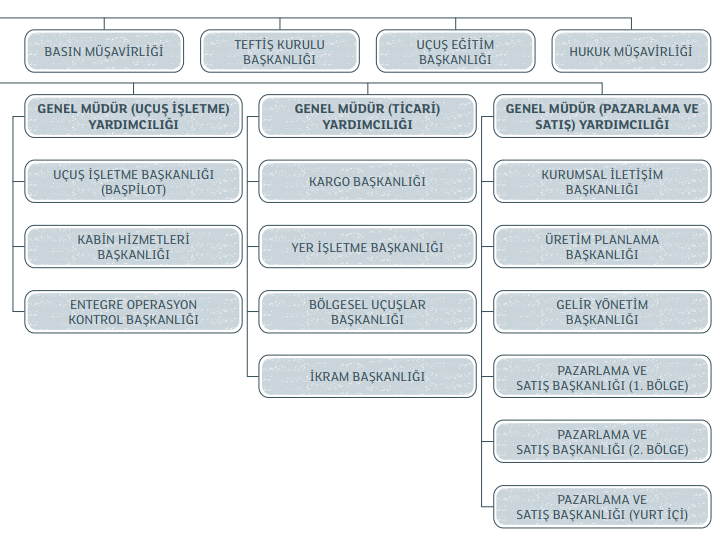 BASIN MÜŞAVİRLİĞİ
TEFTİŞ KURULU
BAŞKANLIĞI
UÇUŞ EĞİTİM
BAŞKANLIĞI
HUKUK MÜŞAVİRLİĞİ
GENEL MÜDÜR (UÇUŞ İŞLETME)
YARDIMCILIĞI
UÇUŞ İŞLETME BAŞKANLIĞI
(BAŞPİLOT)
KABİN HİZMETLERİ
BAŞKANLIĞI
ENTEGRE OPERASYON
KONTROL BAŞKANLIĞI
GENEL MÜDÜR (TİCARİ)
YARDIMCILIĞI
KARGO BAŞKANLIĞI
YER İŞLETME BAŞKANLIĞI
BÖLGESEL UÇUŞLAR
BAŞKANLIĞI
İKRAM BAŞKANLIĞI
GENEL MÜDÜR (PAZARLAMA VE
SATIŞ) YARDIMCILIĞI
KURUMSAL İLETİŞİM
BAŞKANLIĞI
ÜRETİM PLANLAMA
BAŞKANLIĞI
GELİR YÖNETİM
BAŞKANLIĞI
PAZARLAMA VE
SATIŞ BAŞKANLIĞI (1. BÖLGE)
PAZARLAMA VE
SATIŞ BAŞKANLIĞI (2. BÖLGE)
PAZARLAMA VE
SATIŞ BAŞKANLIĞI (YURT İÇİ)